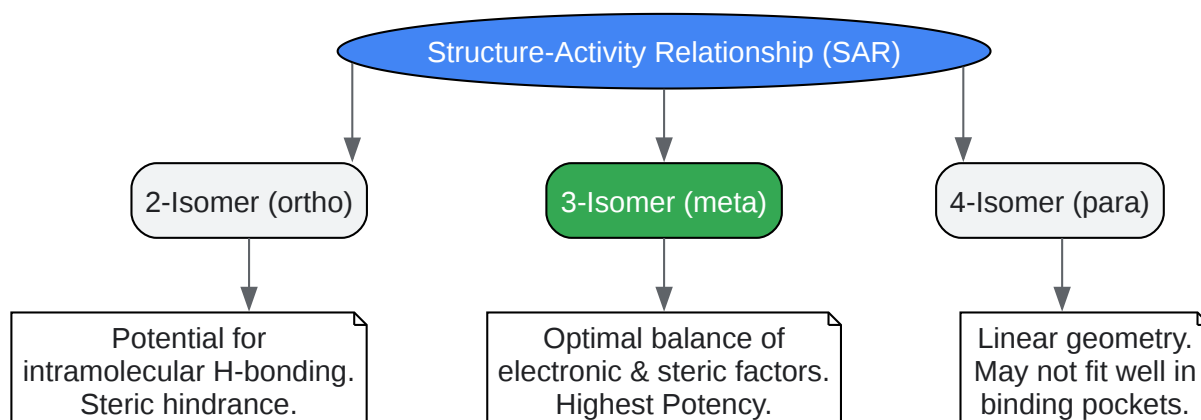 Structure-Activity Relationship (SAR)
2-Isomer (ortho)
3-Isomer (meta)
4-Isomer (para)
Potential for
intramolecular H-bonding.
Steric hindrance.
Optimal balance of
electronic & steric factors.
Highest Potency.
Linear geometry.
May not fit well in
binding pockets.